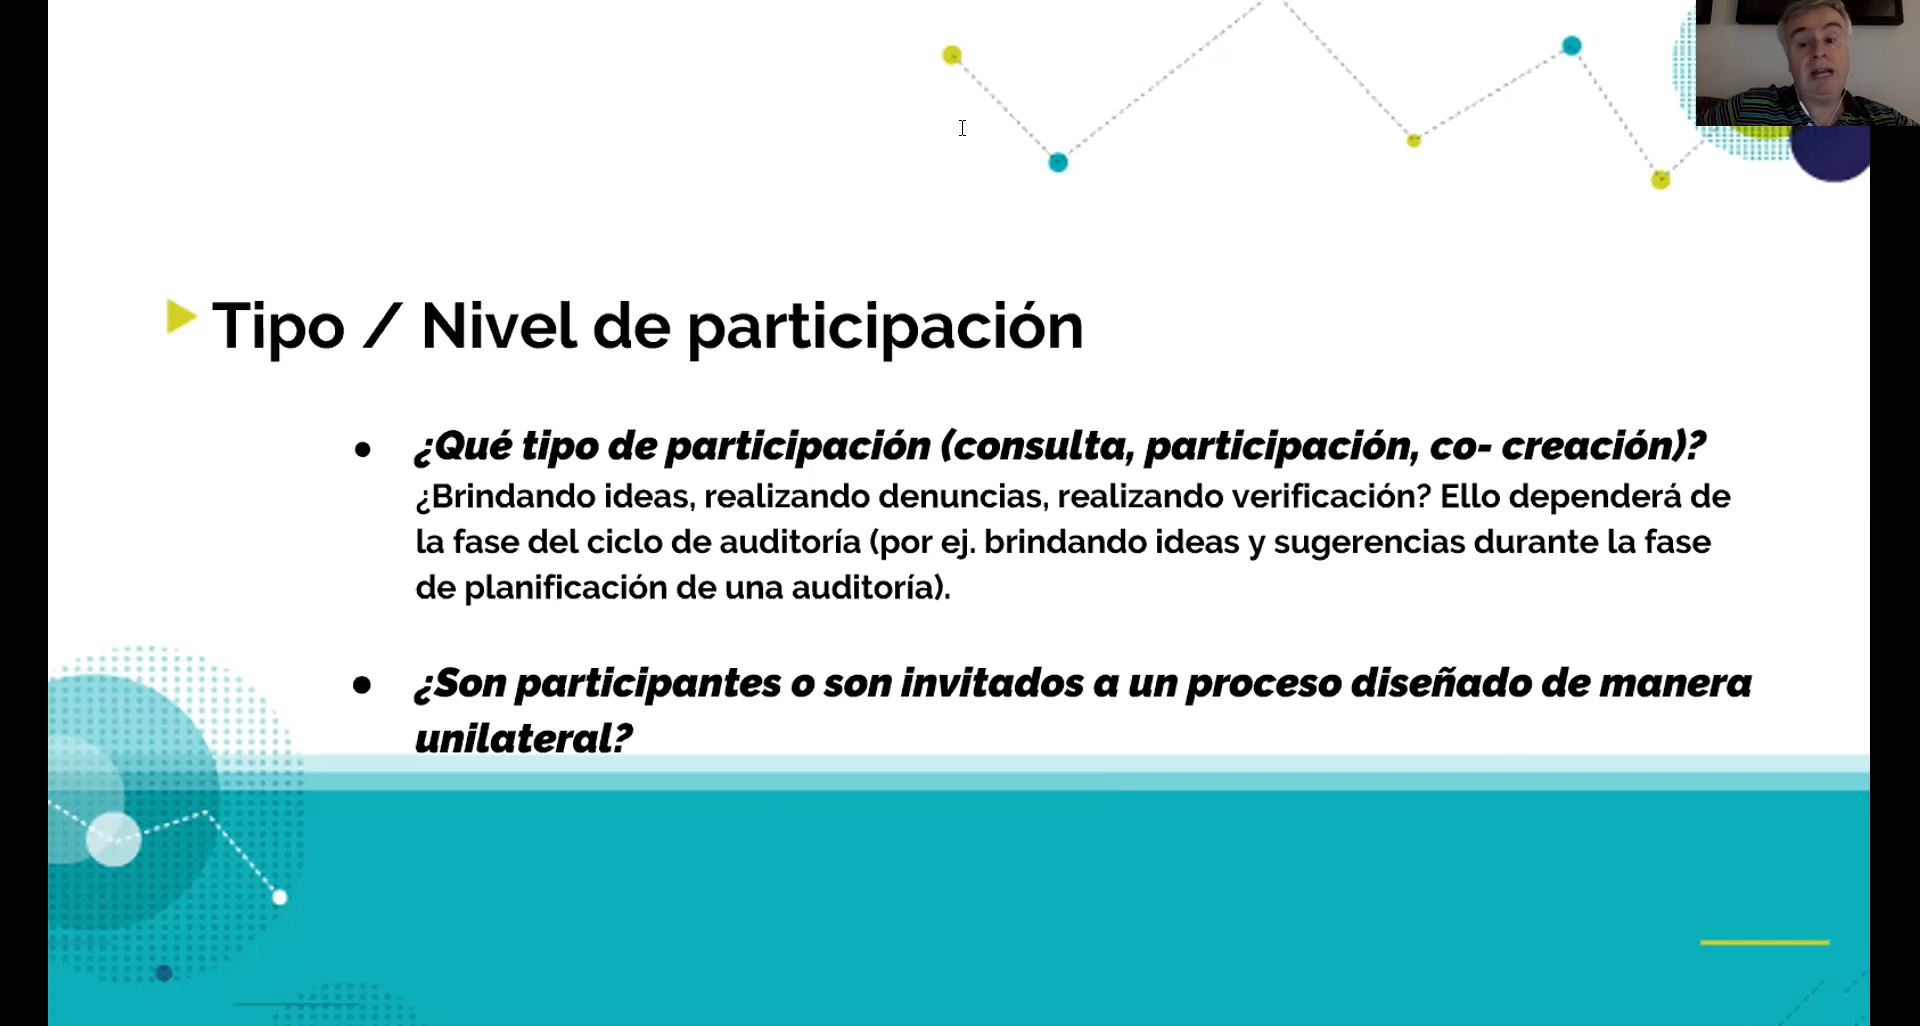 Tipo / Nivel de participación
● ¿Qué tipo de participación (consulta, participación, co- creación)?
¿Brindando ideas, realizando denuncias, realizando verificación? Ello dependerá de
la fase del ciclo de auditoría (por ej. brindando ideas y sugerencias durante la fase
de planificación de una auditoría).
● ¿Son participantes o son invitados a un proceso diseñado de manera
unilateral?